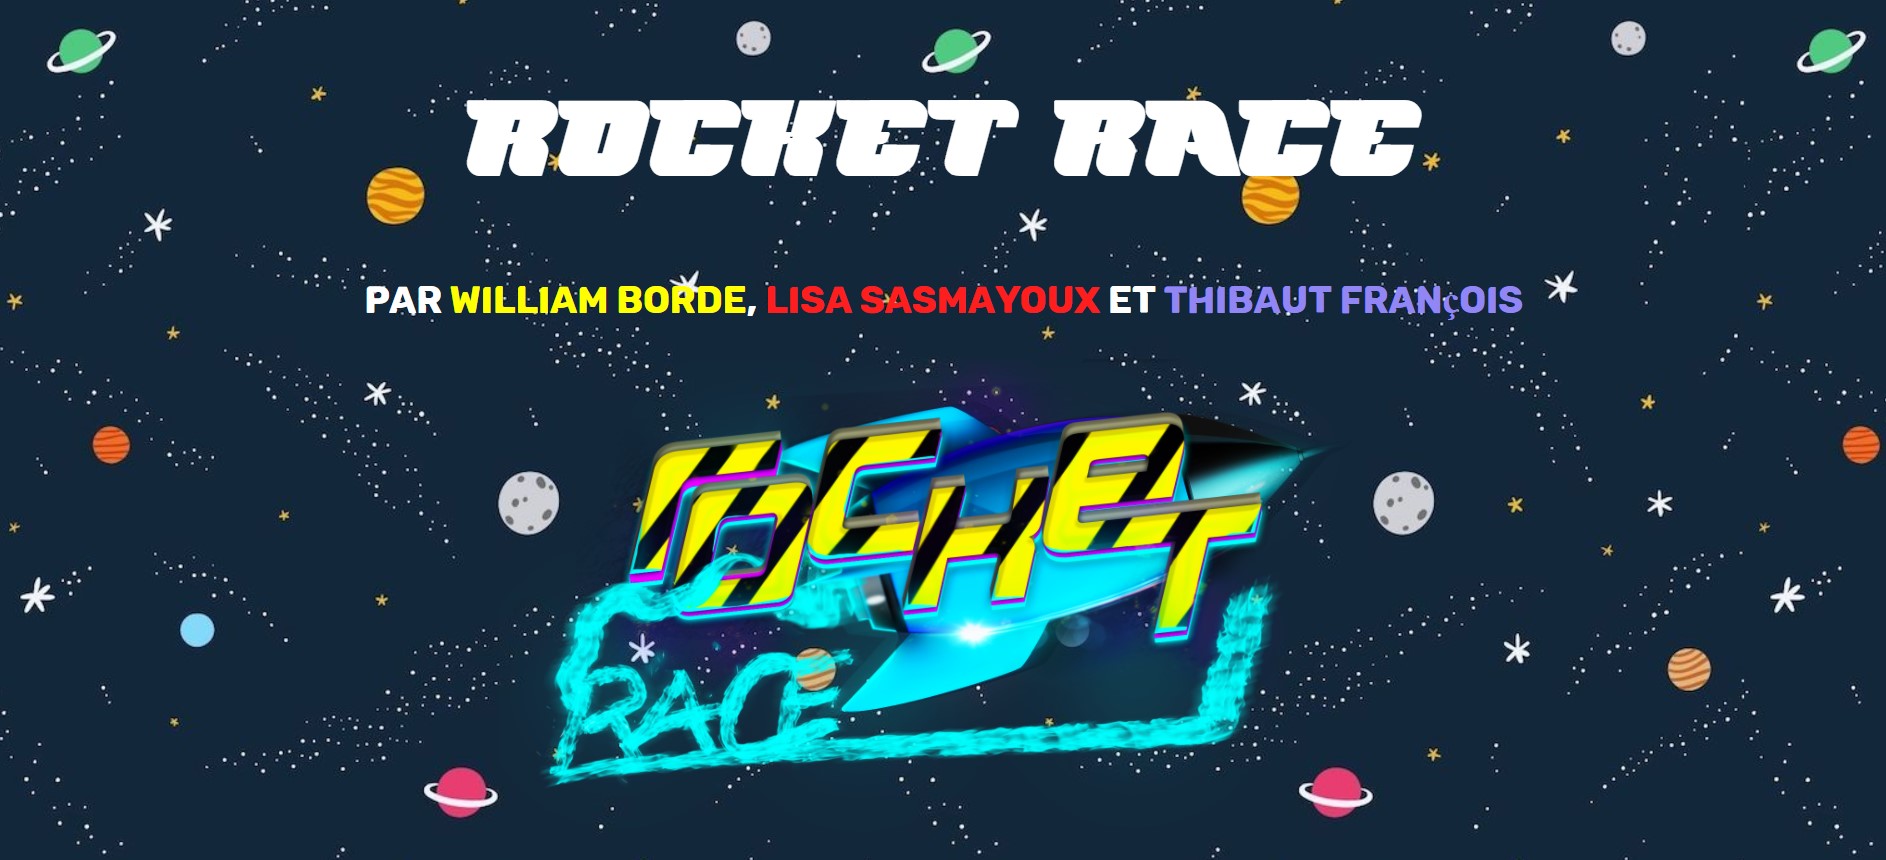 ROCKET RACE
PAR WILLIAM BORDE, LISA SASMAYOUX ET THIBAUT FRANçOIS
ROCKET
RACE